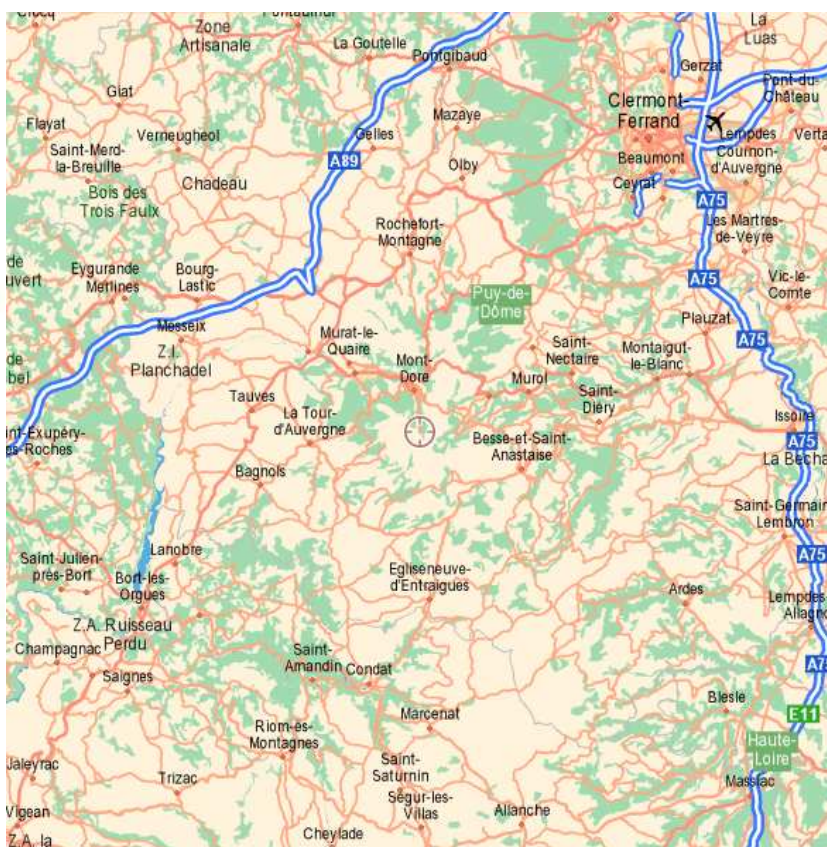 Zone
Artisanale
La Goutelle
Pontgibaud
La
Luas
Gerzat
Pont-du-
Château
Giat
Clermont-
Ferrand
Mazaye
Flayat
Verneugheol
Gelles
Lempdes
Saint-Merd-
la-Breuille
A89
Olby
Beaumont
Cournon-
d'Auvergne
Chadeau
Ceyrat
Bois des
Trois Faulx
A75
Rochefort-
Montagne
Les Martres-
de-Veyre
Eygurande
Merlines
Bourg-
Lastic
A75
Vic-le-
Comte
Puy-de-
Dôme
Messeix
Murat-le-
Quaire
Saint-
Nectaire
Plauzat
A75
Z.I.
Planchadel
Mont-
Dore
Montaigut-
le-Blanc
Murol
Tauves
Saint-
Diéry
La Tour-
d'Auvergne
Issoire
Besse-et-Saint-
Anastaise
A75
Bagnols
Saint-Germain
Lembron
Lanobre
A75
Saint-Julien-
près-Bort
Bort-les-
Orgues
Egliseneuve-
d'Entraigues
Ardes
Z.A. Ruisseau
Perdu
Champagnac
Saint-
Amandin
Condat
Saignes
Blesle
Marcenat
E11
Riom-es-
Montagnes
Haute-
Loire
Jaleyrac
Trizac
Saint-
Saturnin
Massiac
Ségur-les-
Villas
Vigean
Allanche
Cheylade
Z.A. la